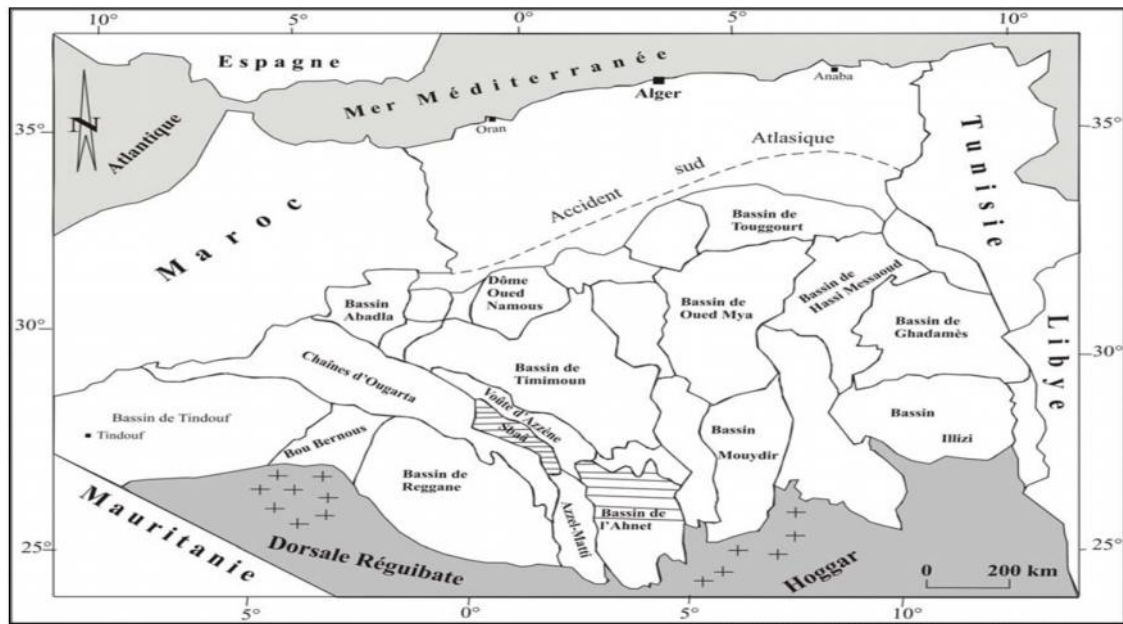 10°
5°
0°
5°
10°
Espagne
Mer Méditerranée
Anaba
Alger
N
Atlantique
Oran
35°
35°
Tunisie
Accident sud Atlasique
Maroc
Bassin de
Touggourt
Bassin
Abadla
Dôme
Oued
Namous
Bassin de
Oued Mya
Bassin de
Hassi Messaoud
Bassin de
Ghadamès
30°
30°
Libye
Chaînes d'Ougarta
Bassin de
Timimoun
Voûte d'Azzène
Sbaâ
Bassin de Tindouf
Tindouf
Bou Bernous
Bassin
Mouydir
Bassin
Illizi
Bassin de
Reggane
Azzel-Matti
Bassin de
l'Ahnet
Mauritanie
25°
25°
Dorsale Réguibate
Hoggar
0 200 km
5°
0°
5°
10°